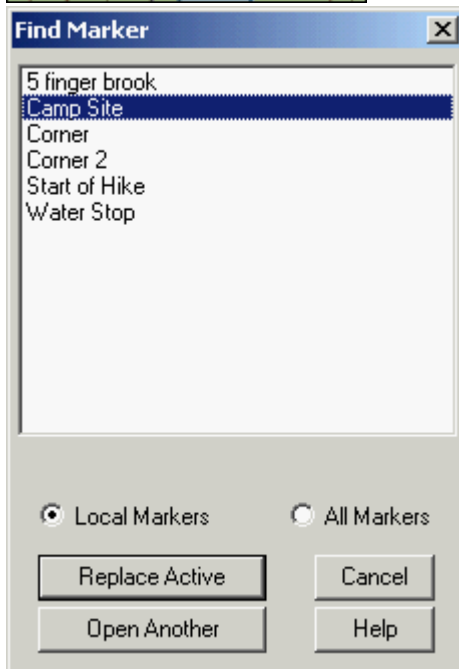 Find Marker
5 finger brook
Camp Site
Corner
Corner 2
Start of Hike
Water Stop
Local Markers All Markers
Replace Active Cancel
Open Another Help